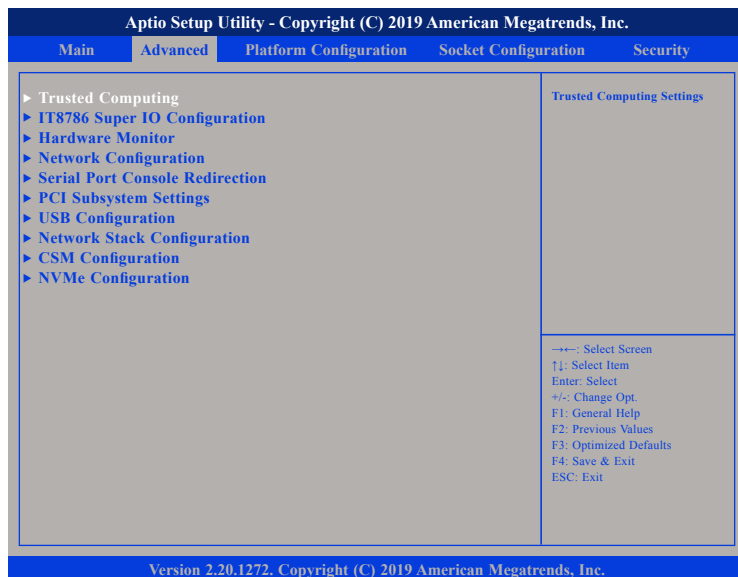 Aptio Setup Utility - Copyright (C) 2019 American Megatrends, Inc.
Main Advanced Platform Configuration Socket Configuration Security
▶ Trusted Computing
▶ IT8786 Super IO Configuration
▶ Hardware Monitor
▶ Network Configuration
▶ Serial Port Console Redirection
▶ PCI Subsystem Settings
▶ USB Configuration
▶ Network Stack Configuration
▶ CSM Configuration
▶ NVMe Configuration
Trusted Computing Settings
→←: Select Screen
↑↓: Select Item
Enter: Select
+/-: Change Opt.
F1: General Help
F2: Previous Values
F3: Optimized Defaults
F4: Save & Exit
ESC: Exit
Version 2.20.1272. Copyright (C) 2019 American Megatrends, Inc.